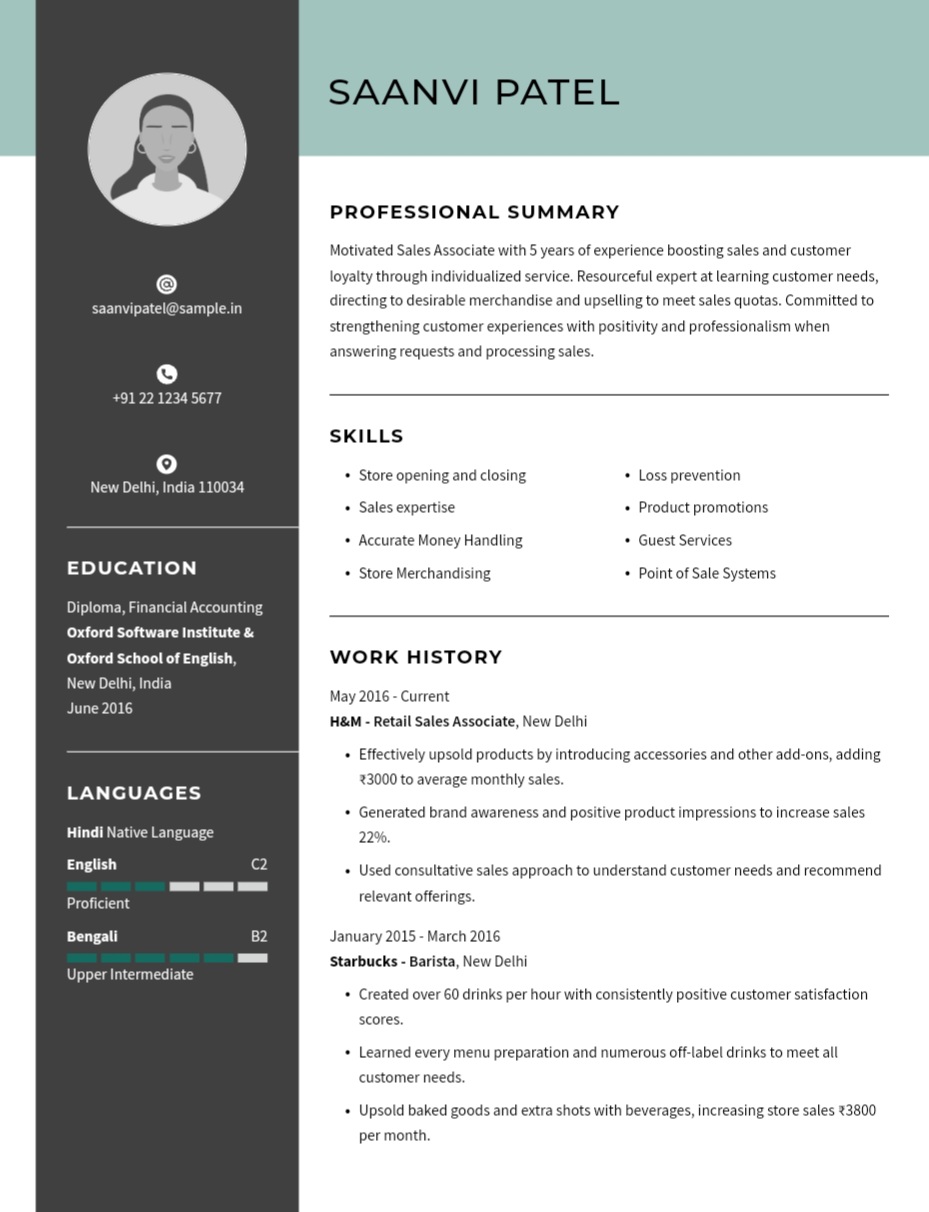 SAANVI PATEL
saanvipatel@sample.in
+91 22 1234 5677
New Delhi, India 110034
EDUCATION
Diploma, Financial Accounting
Oxford Software Institute &
Oxford School of English,
New Delhi, India
June 2016
LANGUAGES
Hindi Native Language
English C2
Proficient
Bengali B2
Upper Intermediate
PROFESSIONAL SUMMARY
Motivated Sales Associate with 5 years of experience boosting sales and customer
loyalty through individualized service. Resourceful expert at learning customer needs,
directing to desirable merchandise and upselling to meet sales quotas. Committed to
strengthening customer experiences with positivity and professionalism when
answering requests and processing sales.
SKILLS
• Store opening and closing
• Sales expertise
• Accurate Money Handling
• Store Merchandising
• Loss prevention
• Product promotions
• Guest Services
• Point of Sale Systems
WORK HISTORY
May 2016 - Current
H&M - Retail Sales Associate, New Delhi
• Effectively upsold products by introducing accessories and other add-ons, adding
₹3000 to average monthly sales.
• Generated brand awareness and positive product impressions to increase sales
22%.
• Used consultative sales approach to understand customer needs and recommend
relevant offerings.
January 2015 - March 2016
Starbucks - Barista, New Delhi
• Created over 60 drinks per hour with consistently positive customer satisfaction
scores.
• Learned every menu preparation and numerous off-label drinks to meet all
customer needs.
• Upsold baked goods and extra shots with beverages, increasing store sales ₹3800
per month.